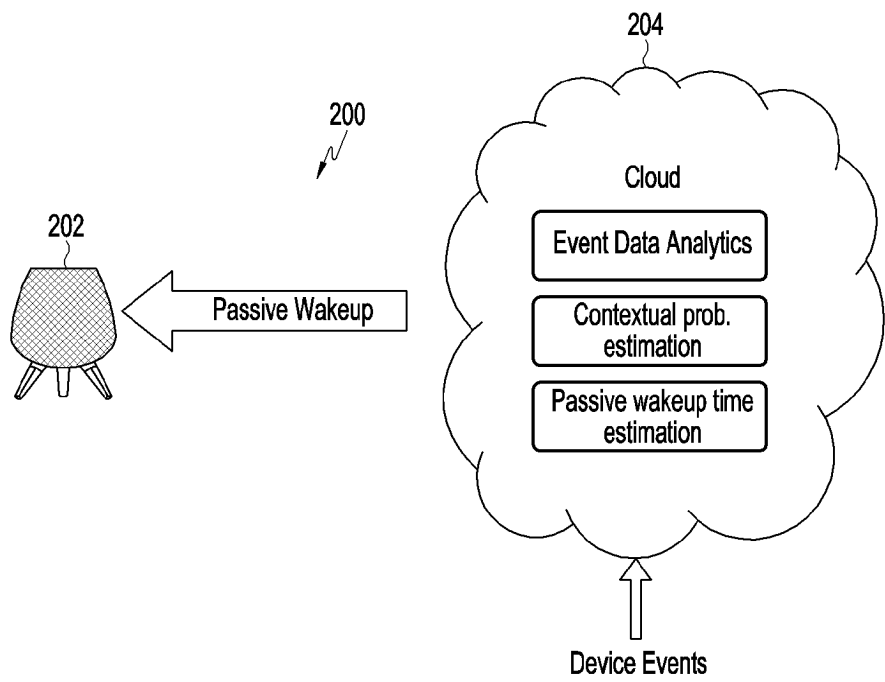 204
200
Cloud
202
Event Data Analytics
Passive Wakeup
Contextual prob.
estimation
Passive wakeup time
estimation
Device Events